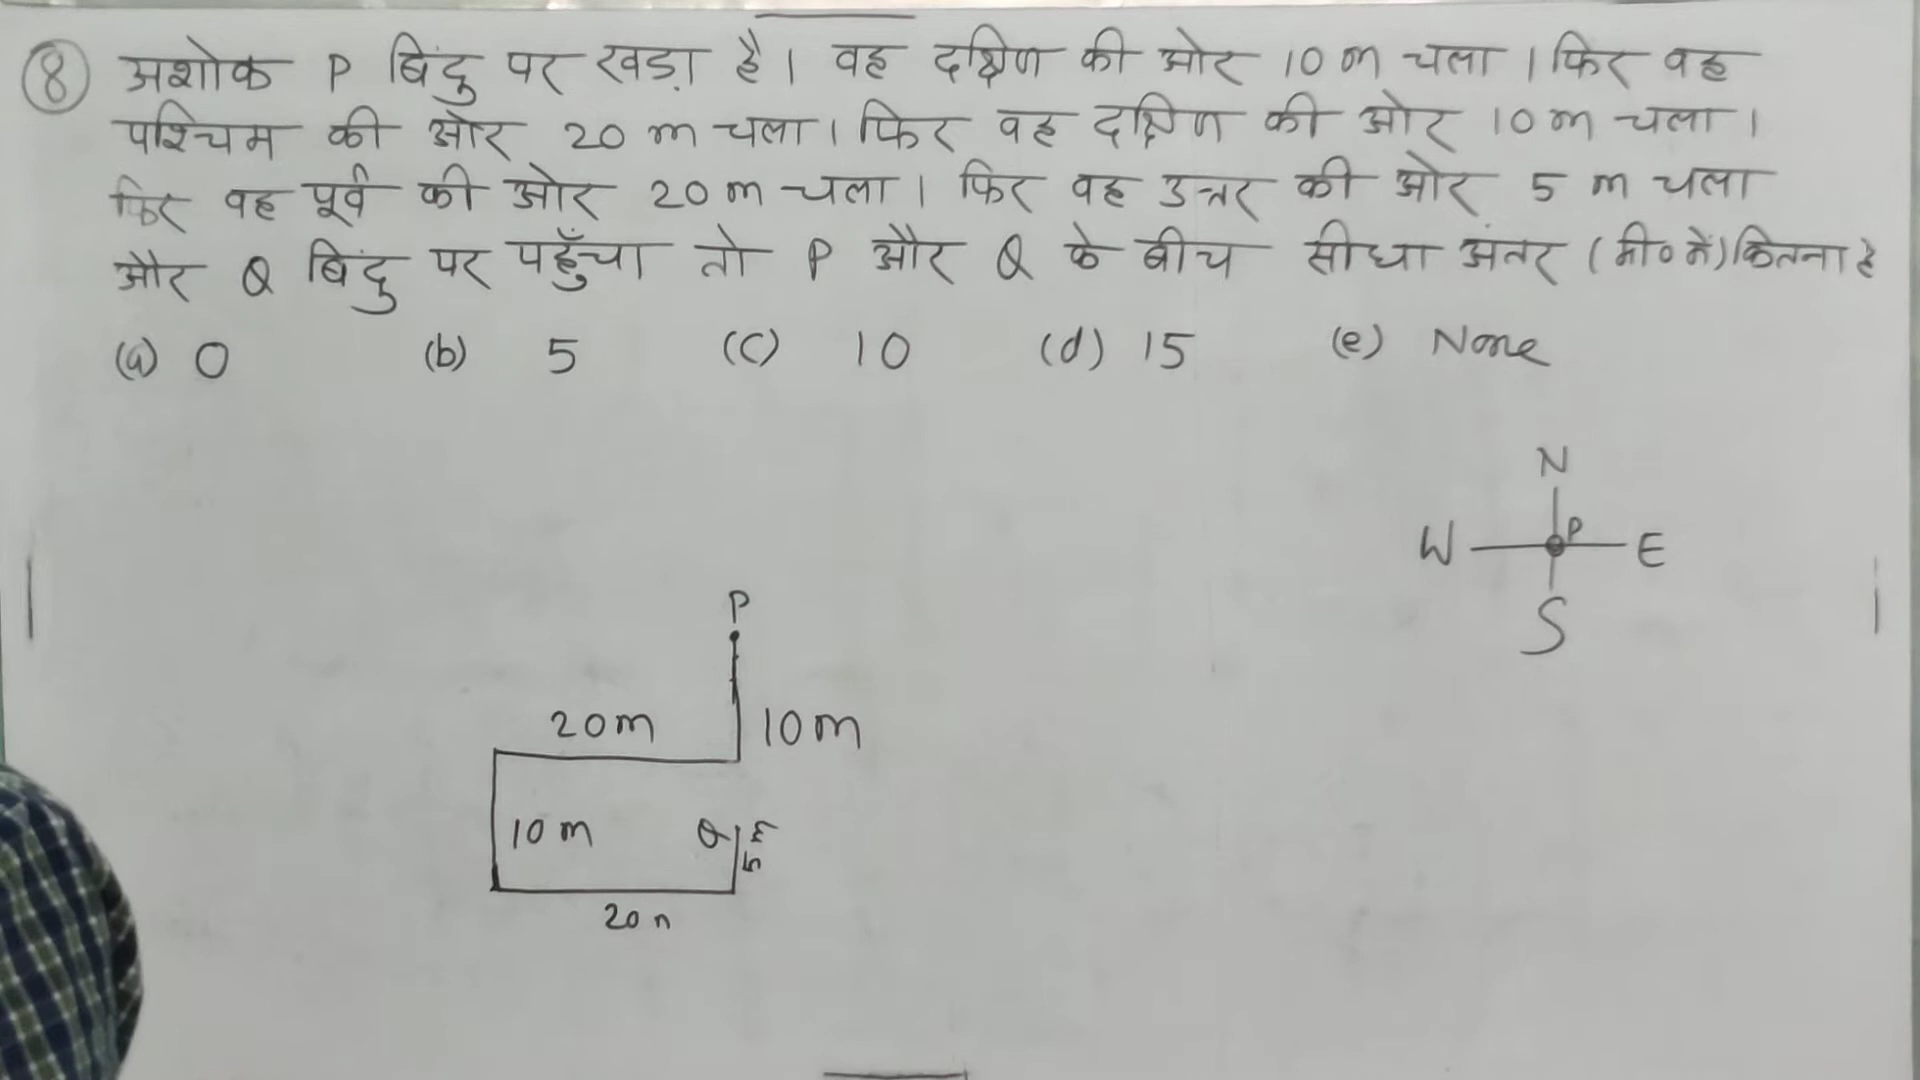 ⑧ अशोक P बिंदु पर खड़ा है। वह दक्षिण की ओर 10 m चला। फिर वह
पश्चिम की ओर 20 m चला। फिर वह दक्षिण की ओर 10 m चला।
फिर वह पूर्व की ओर 20 m चला। फिर वह उत्तर की ओर 5 m चला
और Q बिंदु पर पहुँचा तो P और Q के बीच सीधा अंतर (मी० में) कितना है
(a) 0 (b) 5 (c) 10 (d) 15 (e) None
N
W P E
S
P
20m 10m
10 m Q 5 m
20 n